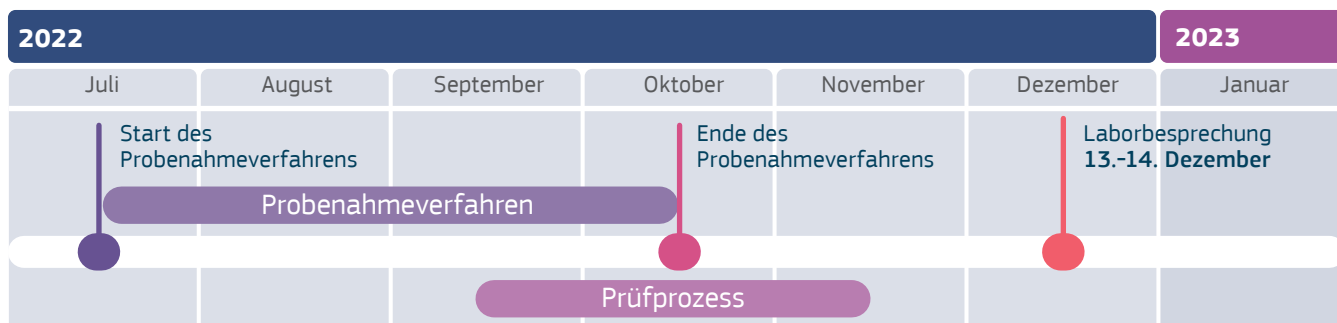 2022
2023
Juli
August
September
Oktober
November
Dezember
Januar
Start des
Probenahmeverfahrens
Ende des
Probenahmeverfahrens
Laborbesprechung
13.-14. Dezember
Probenahmeverfahren
Prüfprozess